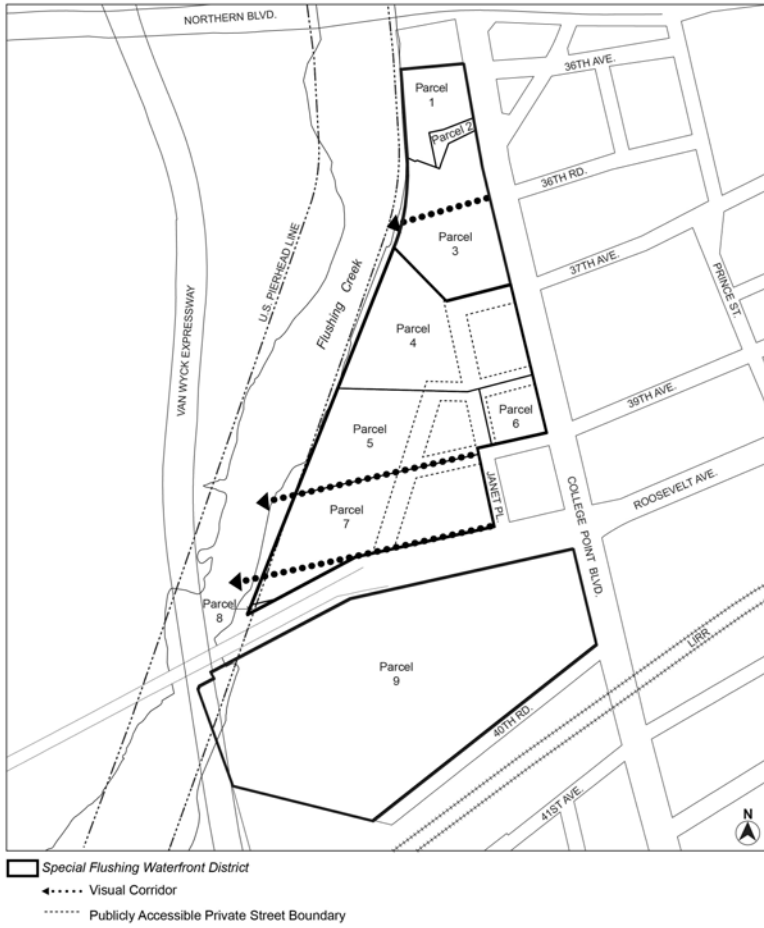 NORTHERN BLVD.
36TH AVE.
Parcel
1
Parcel 2
36TH RD.
Parcel
3
37TH AVE.
PRINCE ST.
U.S. PIERHEAD LINE
Flushing Creek
VAN WYCK EXPRESSWAY
Parcel
4
39TH AVE.
Parcel
6
Parcel
5
ROOSEVELT AVE.
JANET PL.
COLLEGE POINT BLVD.
Parcel
7
Parcel
8
LIRR
Parcel
9
40TH RD.
41ST AVE.
N
Special Flushing Waterfront District
Visual Corridor
Publicly Accessible Private Street Boundary